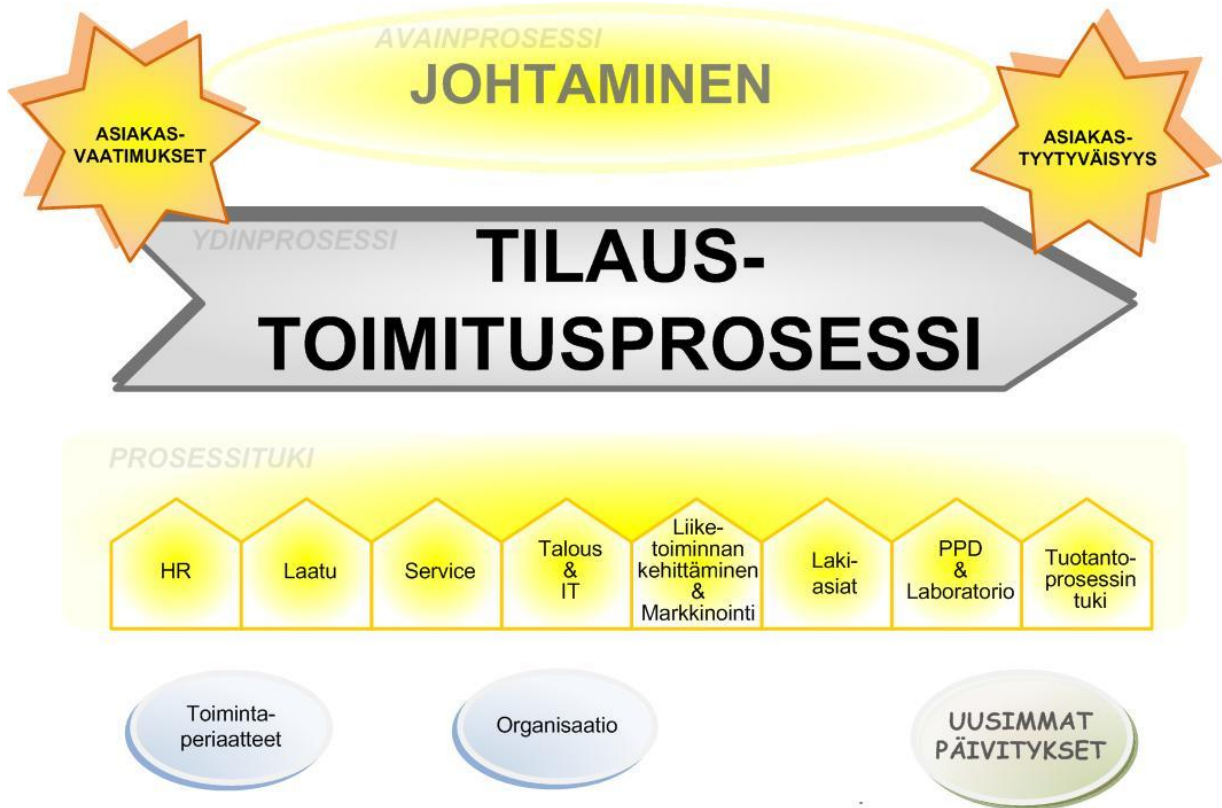 AVAINPROSESSI
JOHTAMINEN
ASIAKAS-
VAATIMUKSET
ASIAKAS-
TYYTYVÄISYYS
YDINPROSESSI
TILAUS-
TOIMITUSPROSESSI
PROSESSITUKI
HR
Laatu
Service
Talous
&
IT
Liike-
toiminnan
kehittäminen
&
Markkinointi
Laki-
asiat
PPD
&
Laboratorio
Tuotanto-
prosessin
tuki
Toiminta-
periaatteet
Organisaatio
UUSIMMAT
PÄIVITYKSET